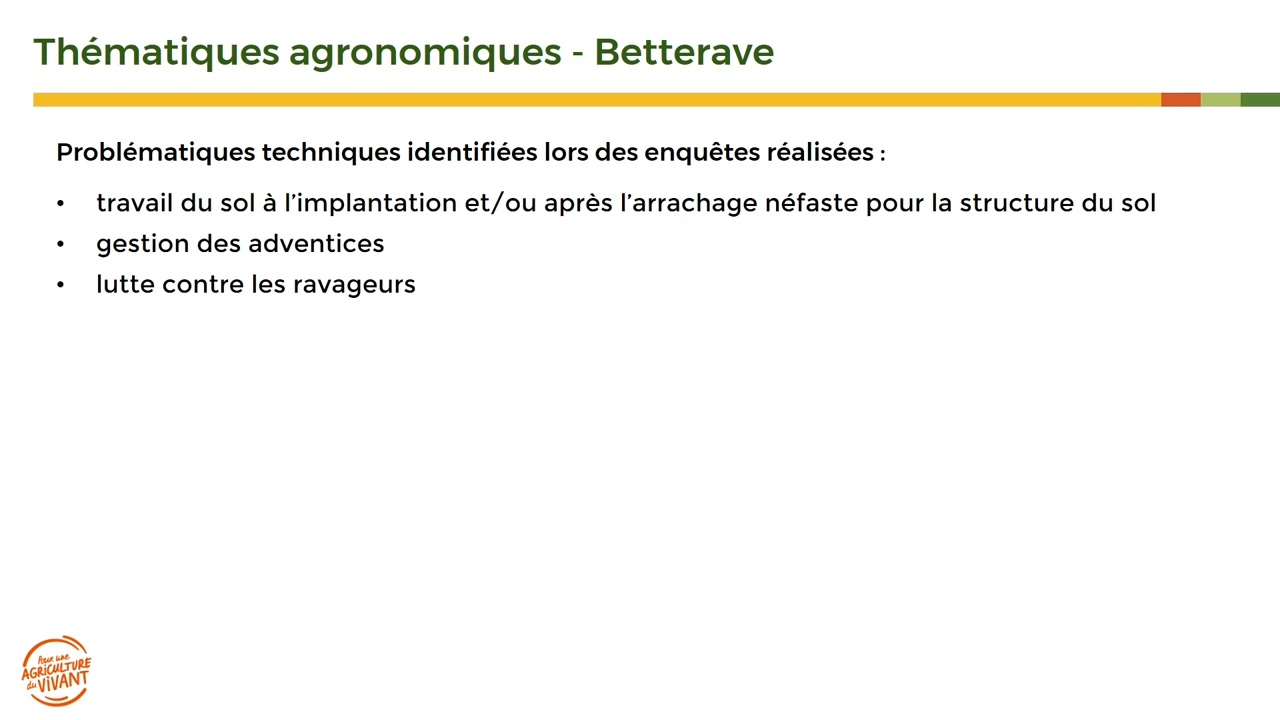 Thématiques agronomiques - Betterave
Problématiques techniques identifiées lors des enquêtes réalisées :
• travail du sol à l’implantation et/ou après l’arrachage néfaste pour la structure du sol
• gestion des adventices
• lutte contre les ravageurs
Pour une
AGRiCULTURE
du ViVANT